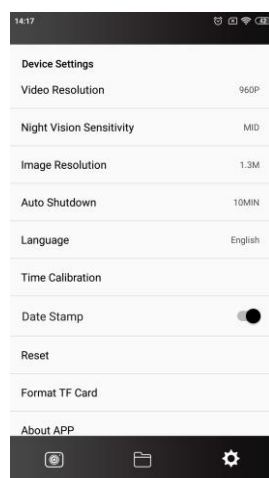 14:17
42
Device Settings
Video Resolution 960P
Night Vision Sensitivity MID
Image Resolution 1.3M
Auto Shutdown 10MIN
Language English
Time Calibration
Date Stamp
Reset
Format TF Card
About APP